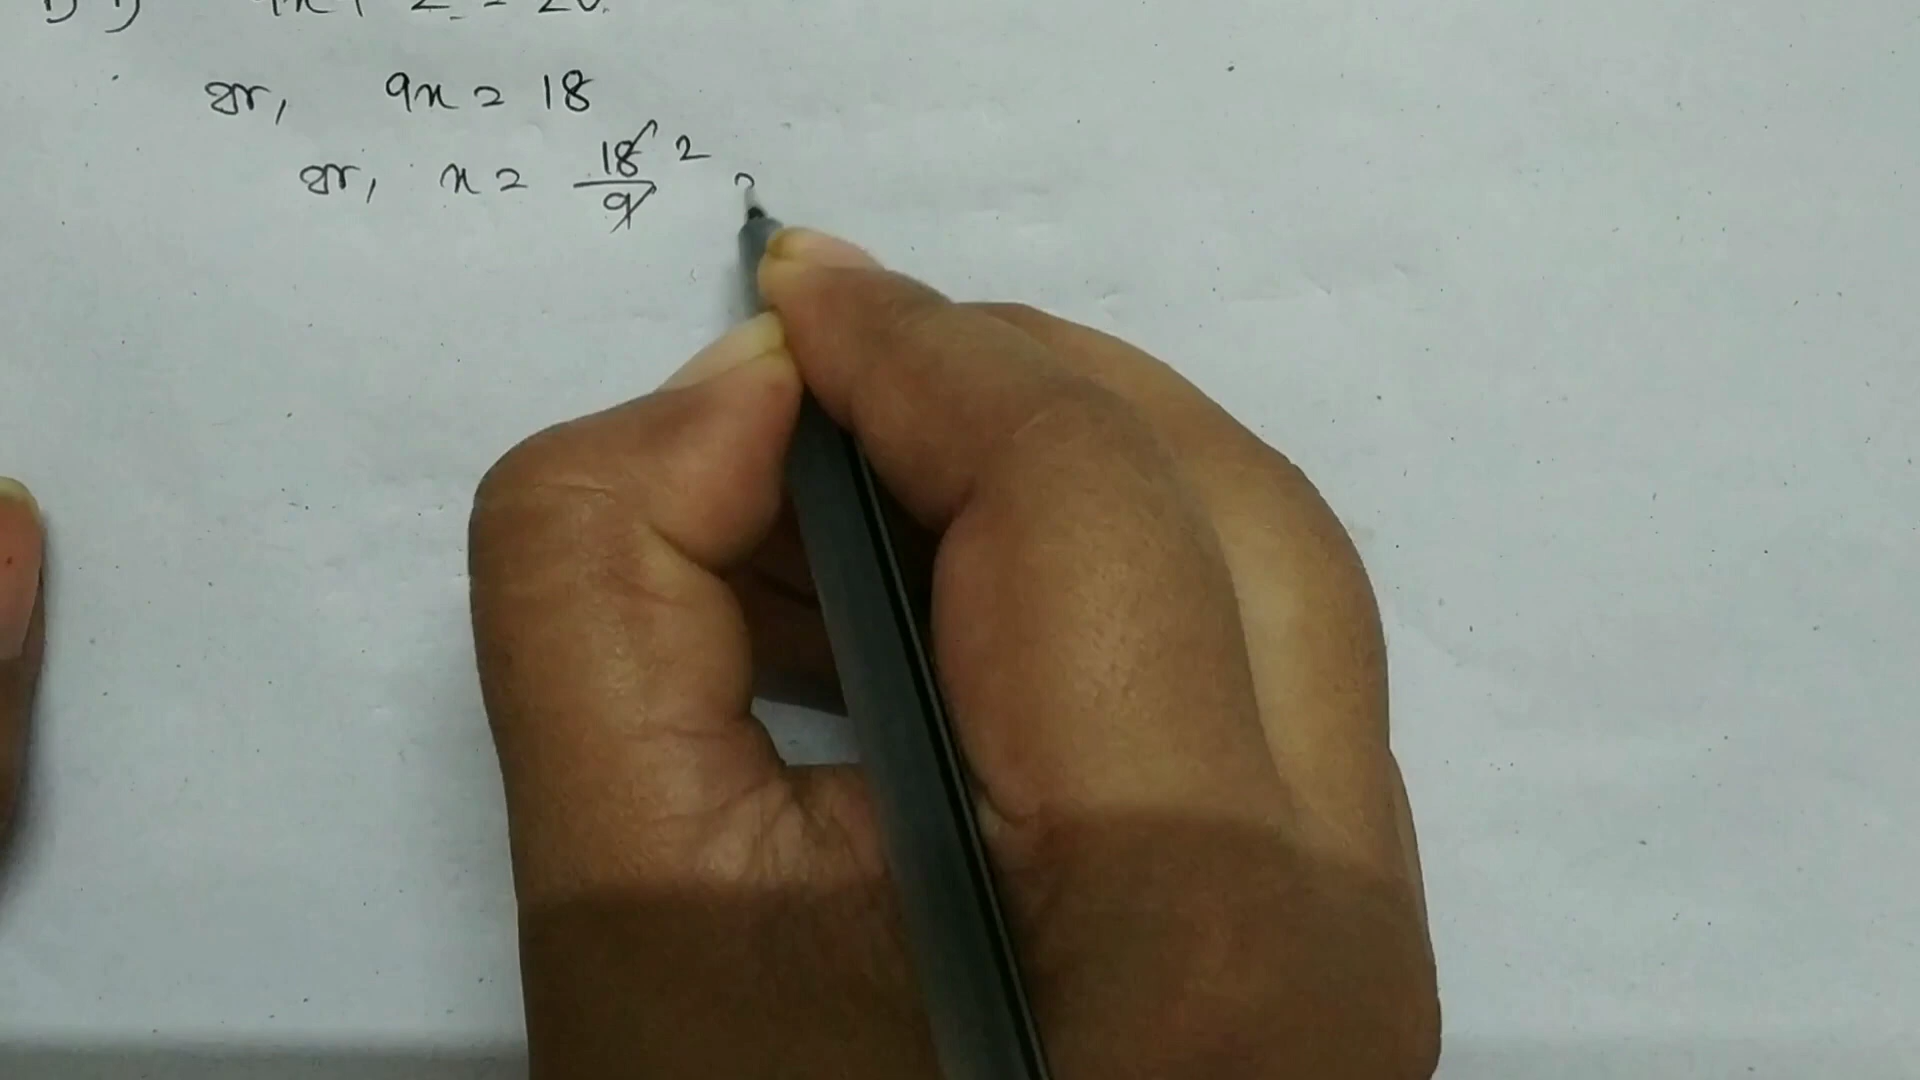 বা, 9x = 18
বা, x = 18/9 2 =